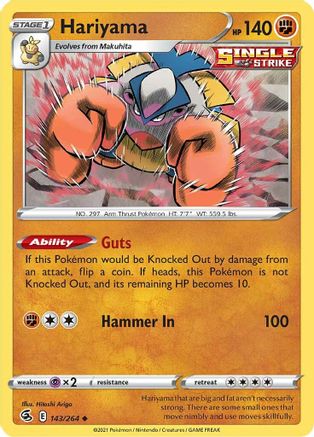 STAGE 1
Hariyama
HP 140
Evolves from Makuhita
SINGLE
STRIKE
NO. 297 Arm Thrust Pokémon HT: 7'7" WT: 559.5 lbs.
Ability Guts
If this Pokémon would be Knocked Out by damage from
an attack, flip a coin. If heads, this Pokémon is not
Knocked Out, and its remaining HP becomes 10.
Hammer In 100
weakness ×2 resistance retreat
Illus. Hitoshi Ariga
E 143/264
Hariyama that are big and fat aren't necessarily
strong. There are some small ones that
move nimbly and use moves skillfully.
©2021 Pokémon / Nintendo / Creatures / GAME FREAK